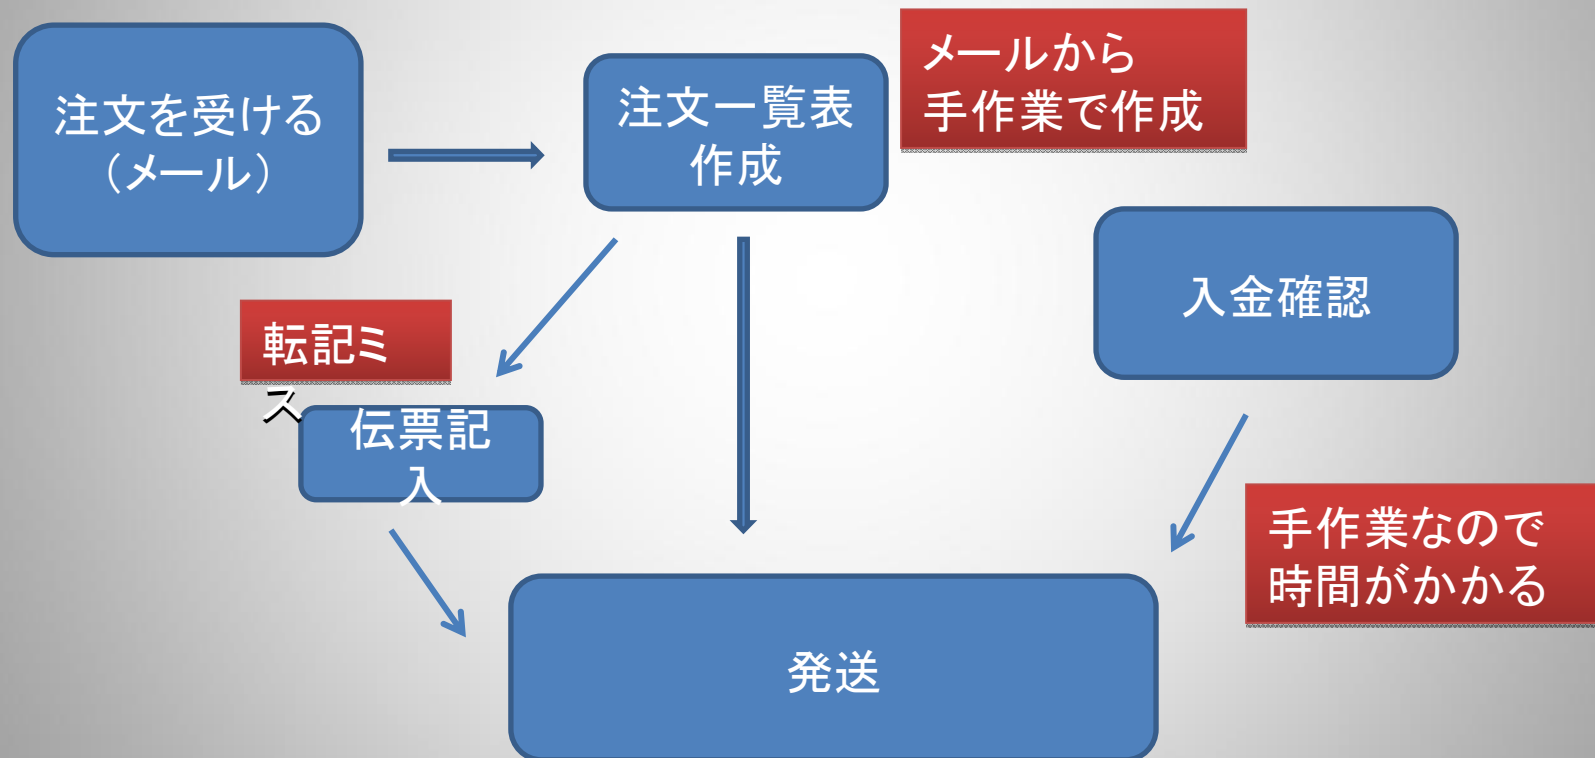 注文を受ける
（メール）
注文一覧表
作成
メールから
手作業で作成
入金確認
転記ミ
ス
伝票記
入
手作業なので
時間がかかる
発送